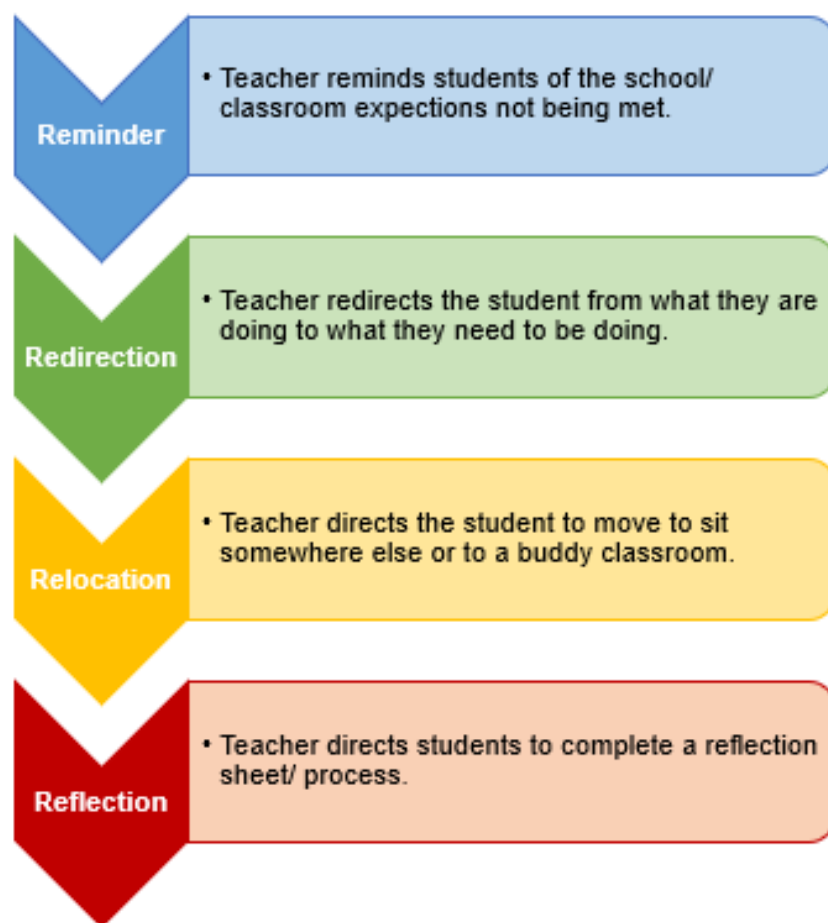 Reminder
• Teacher reminds students of the school/
classroom expections not being met.
Redirection
• Teacher redirects the student from what they are
doing to what they need to be doing.
Relocation
• Teacher directs the student to move to sit
somewhere else or to a buddy classroom.
Reflection
• Teacher directs students to complete a reflection
sheet/ process.